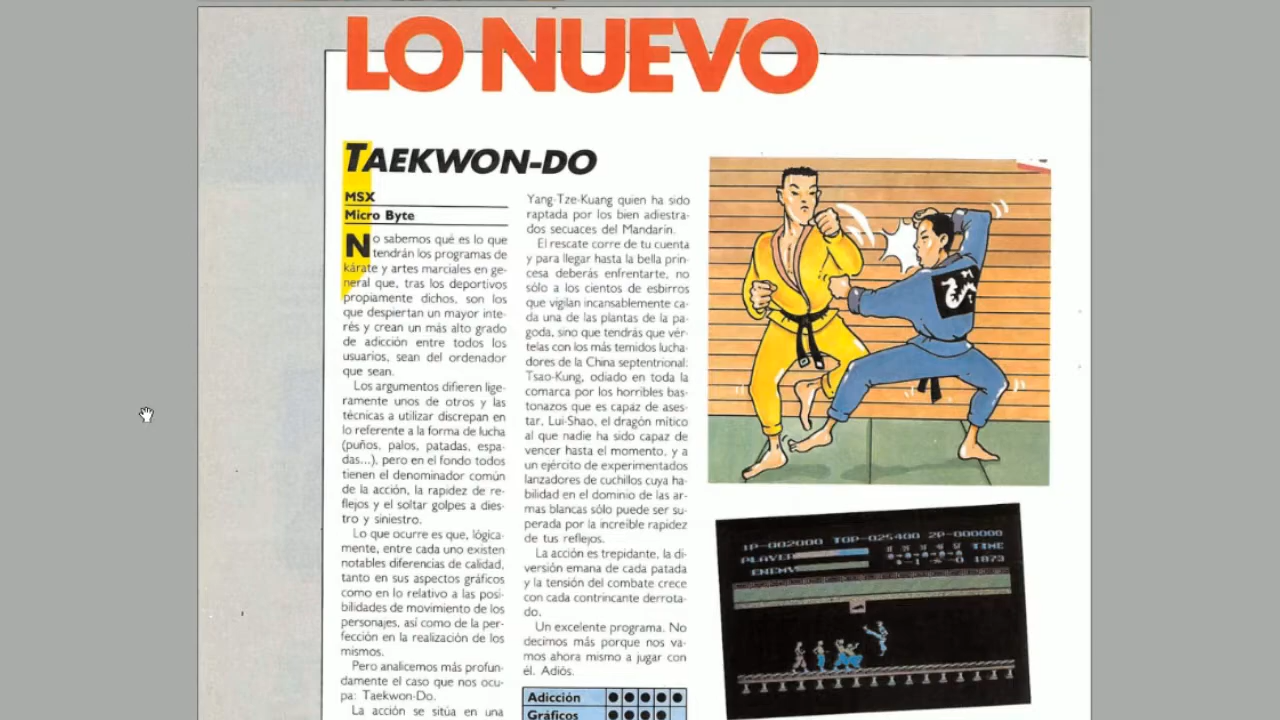 LO NUEVO
TAEKWON-DO
MSX
Micro Byte
No sabemos qué es lo que
tendrán los programas de
kárate y artes marciales en ge-
neral que, tras los deportivos
propiamente dichos, son los
que despiertan un mayor inte-
rés y crean un más alto grado
de adicción entre todos los
usuarios, sean del ordenador
que sean.
Los argumentos difieren lige-
ramente unos de otros y las
técnicas a utilizar discrepan en
lo referente a la forma de lucha
(puños, palos, patadas, espa-
das...), pero en el fondo todos
tienen el denominador común
de la acción, la rapidez de re-
flejos y el soltar golpes a dies-
tro y siniestro.
Lo que ocurre es que, lógica-
mente, entre cada uno existen
notables diferencias de calidad,
tanto en sus aspectos gráficos
como en lo relativo a las posi-
bilidades de movimiento de los
personajes, así como de la per-
fección en la realización de los
mismos.
Pero analicemos más profun-
damente el caso que nos ocu-
pa: Taekwon-Do.
La acción se sitúa en una
Yang-Tze-Kuang quien ha sido
raptada por los bien adiestra-
dos secuaces del Mandarín.
El rescate corre de tu cuenta
y para llegar hasta la bella prin-
cesa deberás enfrentarte, no
sólo a los cientos de esbirros
que vigilan incansablemente ca-
da una de las plantas de la pa-
goda, sino que tendrás que vér-
telas con los más temidos lucha-
dores de la China septentrional:
Tsao-Kung, odiado en toda la
comarca por los horribles bas-
tonazos que es capaz de ases-
tar, Lui-Shao, el dragón mítico
al que nadie ha sido capaz de
vencer hasta el momento, y a
un ejército de experimentados
lanzadores de cuchillos cuya ha-
bilidad en el dominio de las ar-
mas blancas sólo puede ser su-
perada por la increíble rapidez
de tus reflejos.
La acción es trepidante, la di-
versión emana de cada patada
y la tensión del combate crece
con cada contrincante derrota-
do.
Un excelente programa. No
decimos más porque nos va-
mos ahora mismo a jugar con
él. Adiós.
Adicción
Gráficos
1P-002000 TOP-025400 2P-000000
PLAYER
TIME
ENEMY
-0 1873